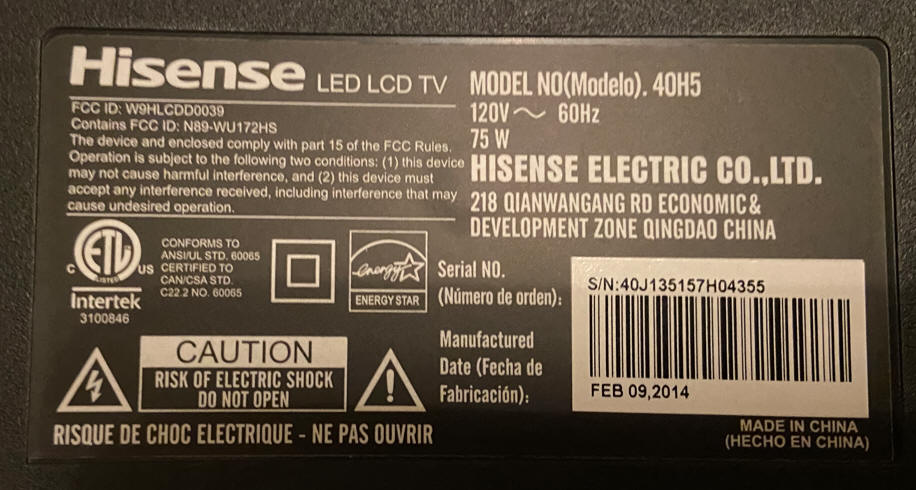 Hisense LED LCD TV
FCC ID: W9HLCDD0039
Contains FCC ID: N89-WU172HS
The device and enclosed comply with part 15 of the FCC Rules.
Operation is subject to the following two conditions: (1) this device
may not cause harmful interference, and (2) this device must
accept any interference received, including interference that may
cause undesired operation.
MODEL NO(Modelo). 40H5
120V ~ 60Hz
75 W
HISENSE ELECTRIC CO.,LTD.
218 QIANWANGANG RD ECONOMIC&
DEVELOPMENT ZONE QINGDAO CHINA
ETL
LISTED
C US
Intertek
3100846
CONFORMS TO
ANSI/UL STD. 60065
CERTIFIED TO
CAN/CSA STD.
C22.2 NO. 60065
energy
ENERGY STAR
Serial NO.
(Número de orden):
S/N:40J135157H04355
Manufactured
Date (Fecha de
Fabricación):
FEB 09,2014
CAUTION
RISK OF ELECTRIC SHOCK
DO NOT OPEN
RISQUE DE CHOC ELECTRIQUE - NE PAS OUVRIR
MADE IN CHINA
(HECHO EN CHINA)